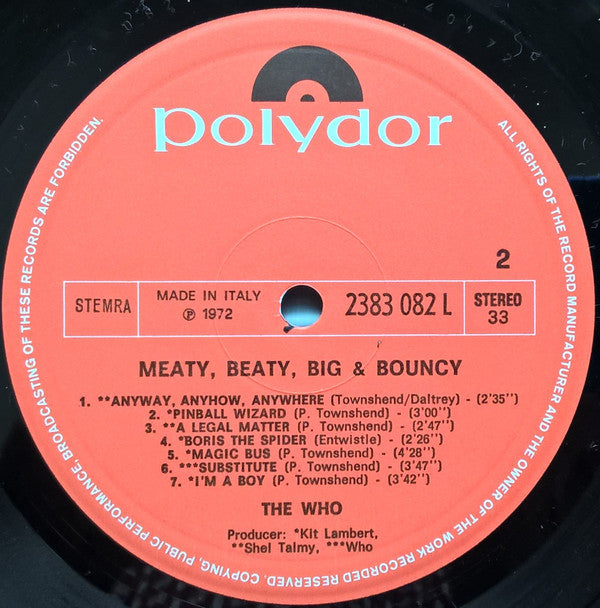 polydor
2
STEMRA
MADE IN ITALY
℗ 1972
2383 082 L
STEREO
33
MEATY, BEATY, BIG & BOUNCY
1. **ANYWAY, ANYHOW, ANYWHERE (Townshend/Daltrey) - (2'35'')
2. *PINBALL WIZARD (P. Townshend) - (3'00'')
3. **A LEGAL MATTER (P. Townshend) - (2'47'')
4. *BORIS THE SPIDER (Entwistle) - (2'26'')
5. *MAGIC BUS (P. Townshend) - (4'28'')
6. ***SUBSTITUTE (P. Townshend) - (3'47'')
7. *I'M A BOY (P. Townshend) - (3'42'')
THE WHO
Producer: *Kit Lambert,
**Shel Talmy, ***Who
ALL RIGHTS OF THE RECORD MANUFACTURER AND THE OWNER OF THE WORK RECORDED RESERVED. COPYING, PUBLIC PERFORMANCE, BROADCASTING OF THESE RECORDS ARE FORBIDDEN.